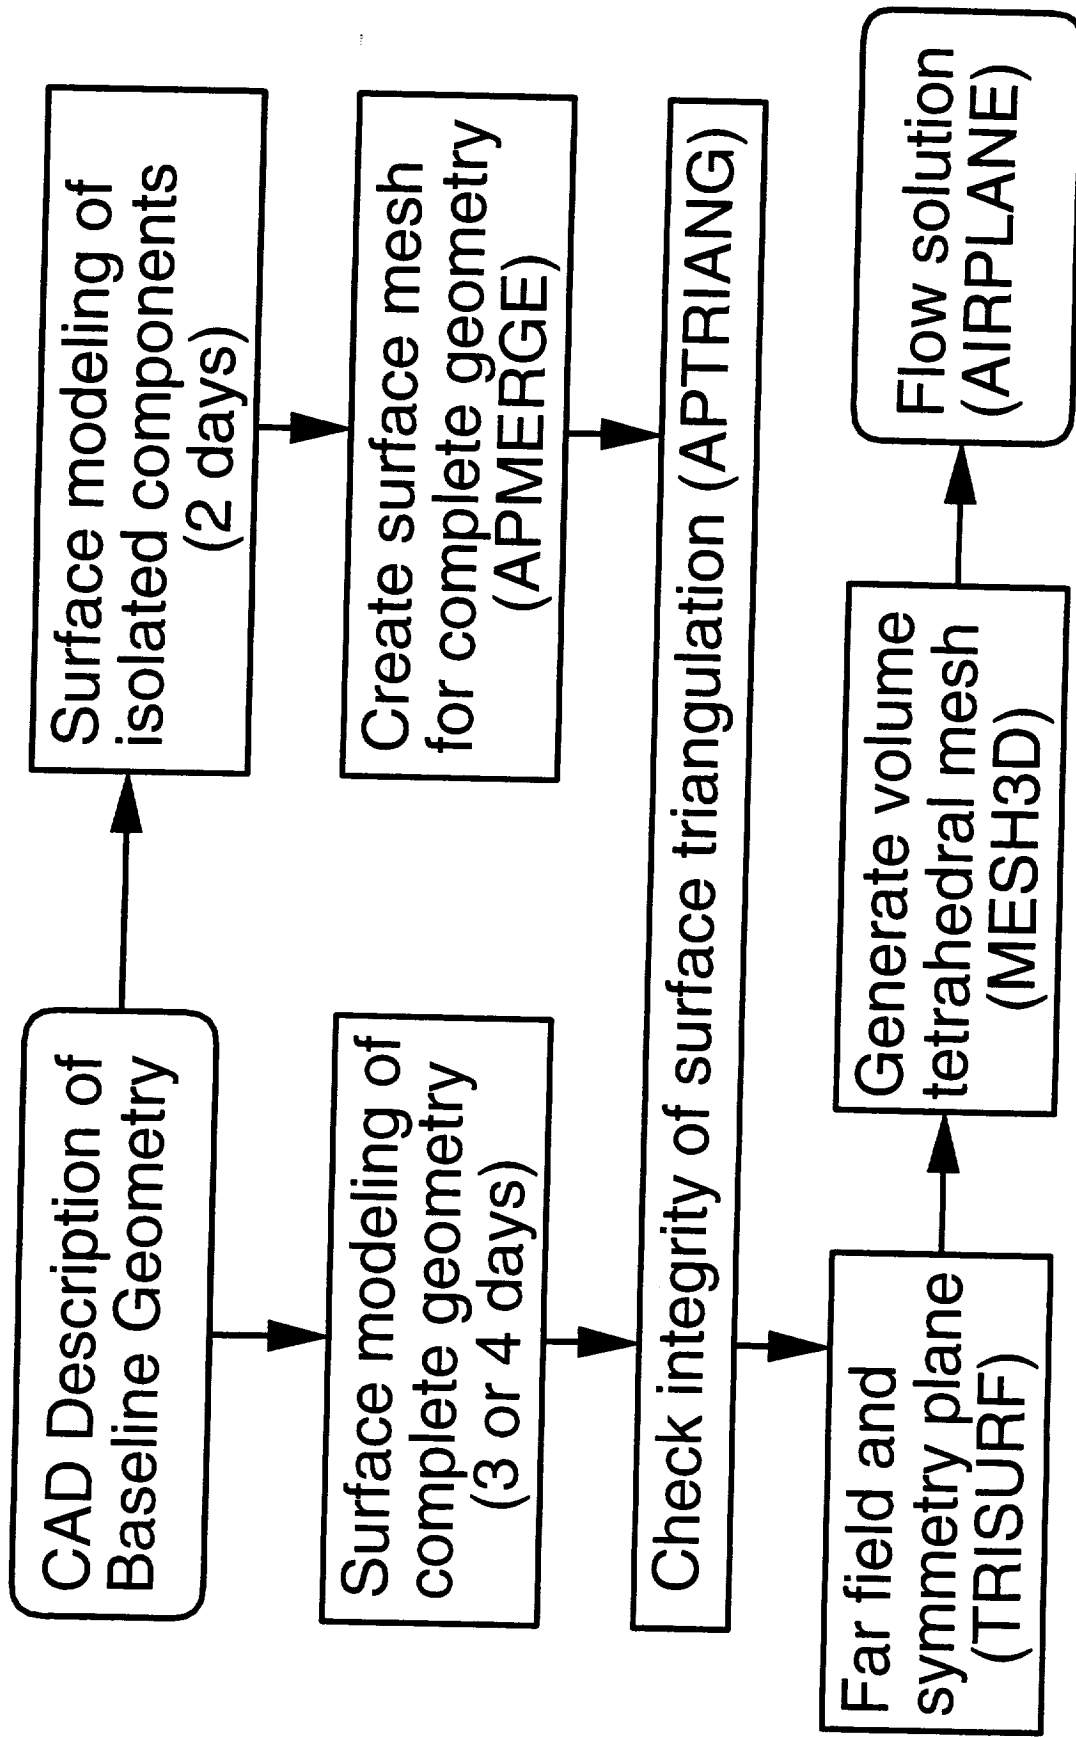 CAD Description of
Baseline Geometry
Surface modeling of
isolated components
(2 days)
Surface modeling of
complete geometry
(3 or 4 days)
Create surface mesh
for complete geometry
(APMERGE)
Check integrity of surface triangulation (APTRIANG)
Far field and
symmetry plane
(TRISURF)
Generate volume
tetrahedral mesh
(MESH3D)
Flow solution
(AIRPLANE)